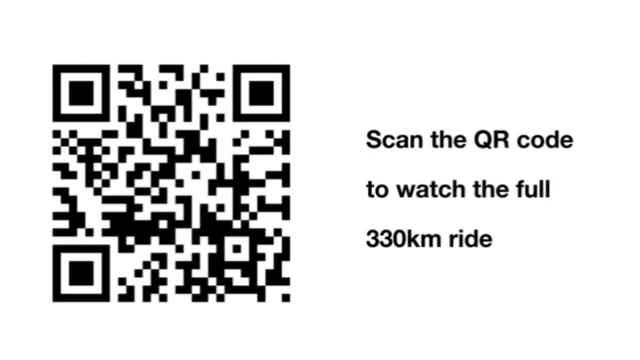 Scan the QR code
to watch the full
330km ride